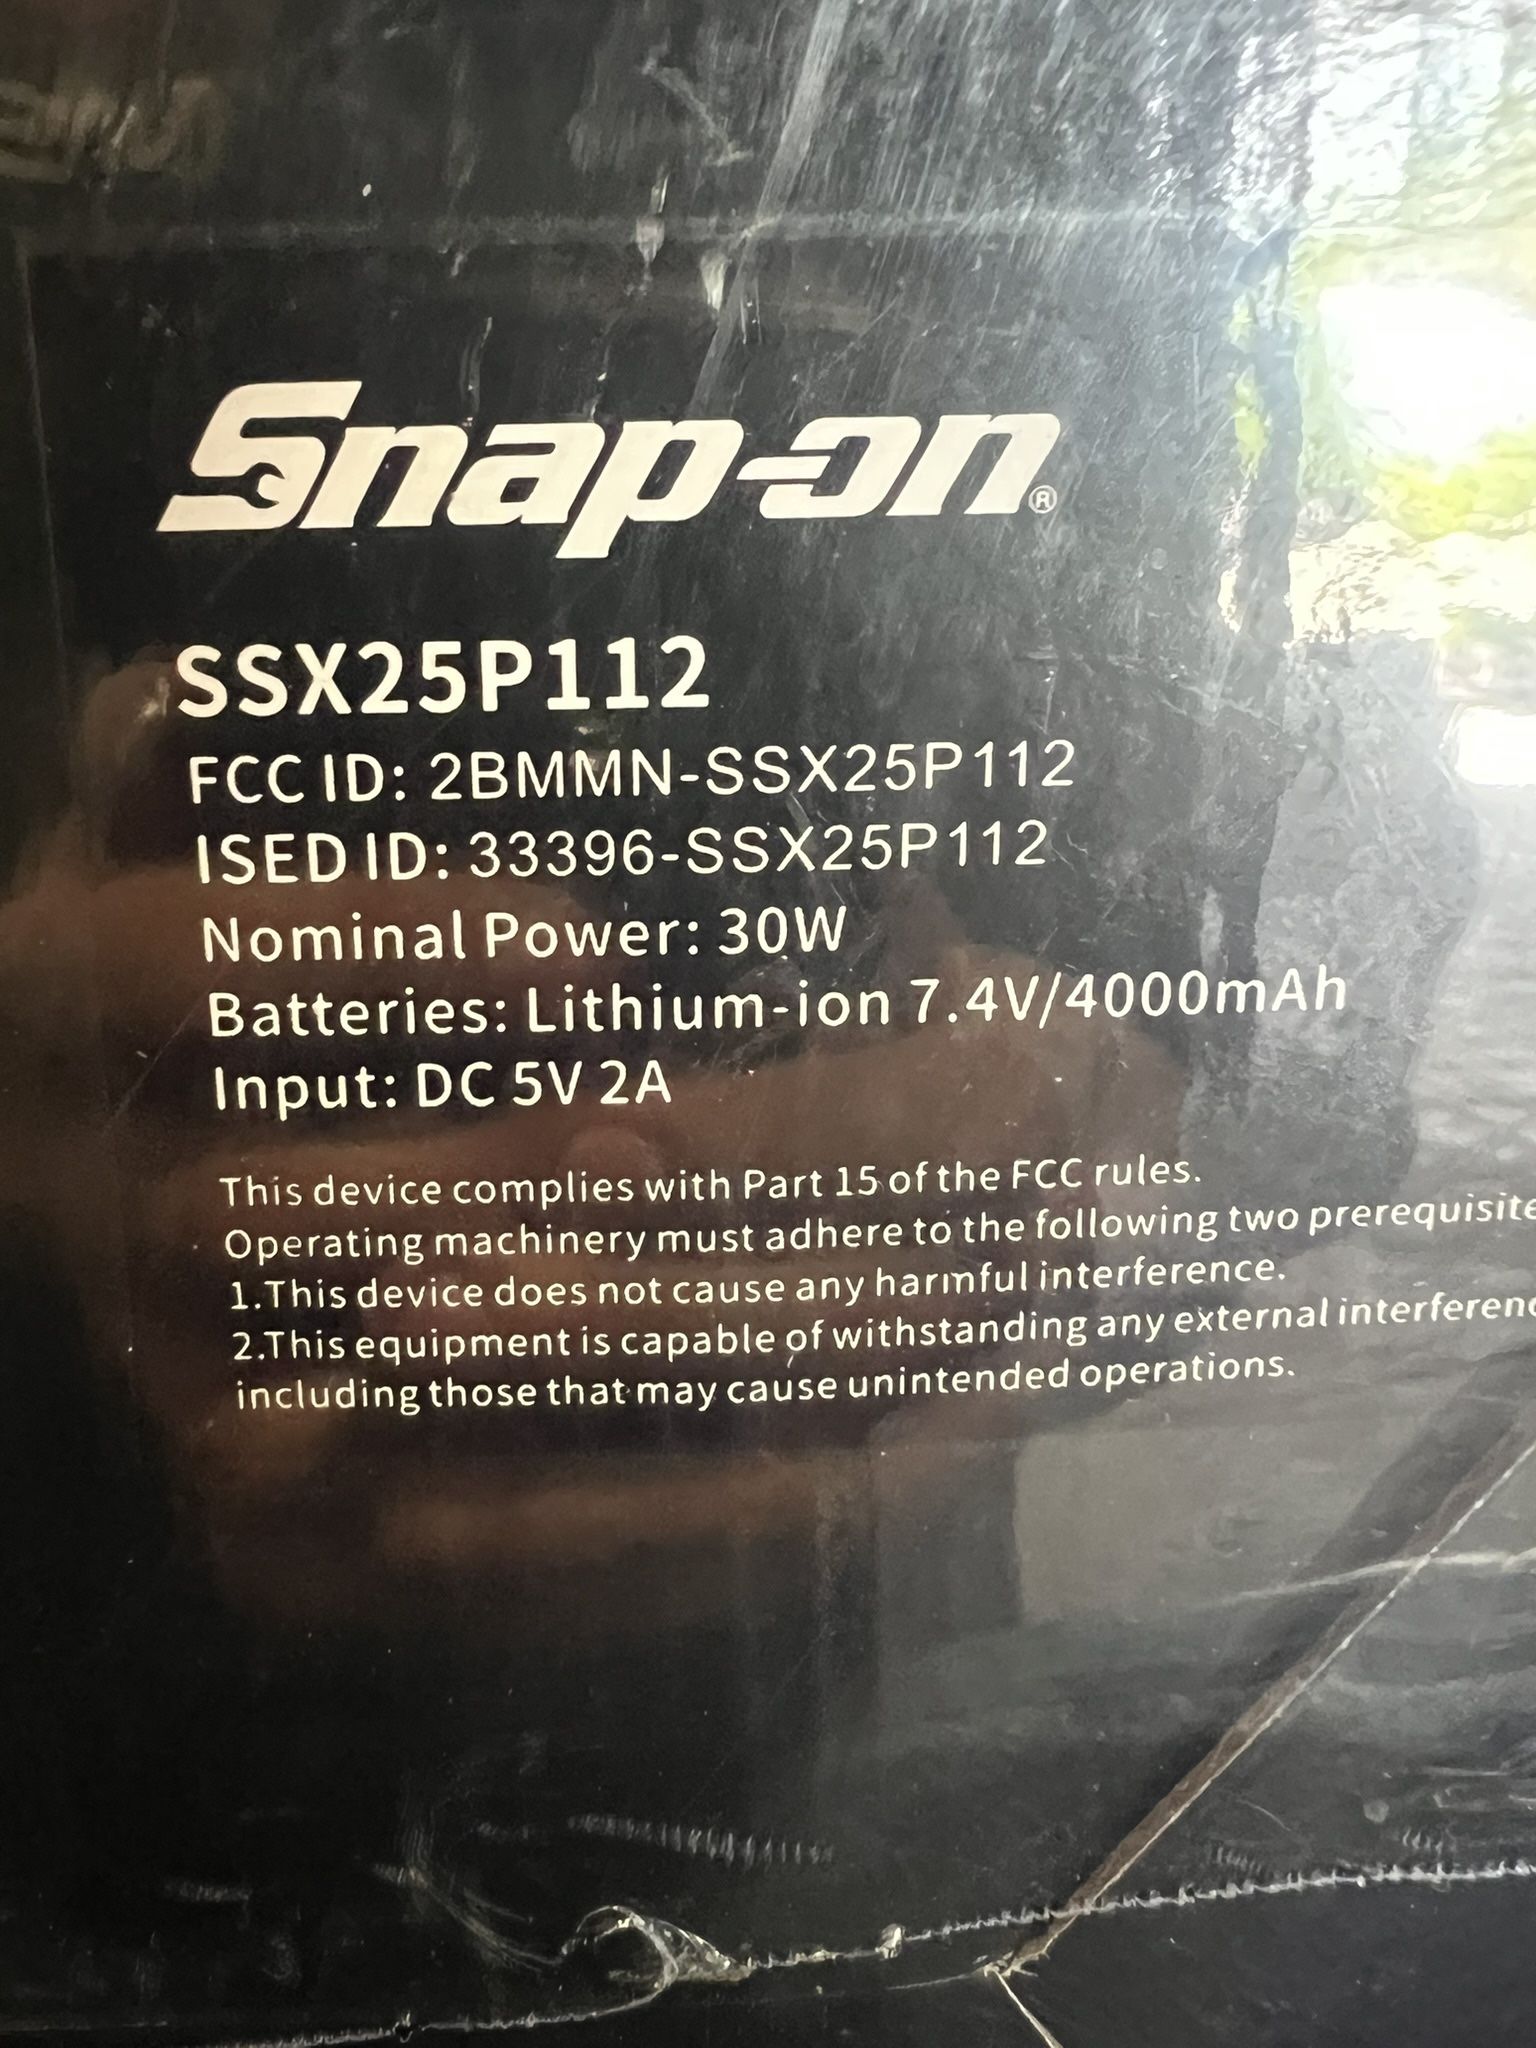 Snap-on®
SSX25P112
FCC ID: 2BMMN-SSX25P112
ISED ID: 33396-SSX25P112
Nominal Power: 30W
Batteries: Lithium-ion 7.4V/4000mAh
Input: DC 5V 2A
This device complies with Part 15 of the FCC rules.
Operating machinery must adhere to the following two prerequisite
1.This device does not cause any harmful interference.
2.This equipment is capable of withstanding any external interferenc
including those that may cause unintended operations.